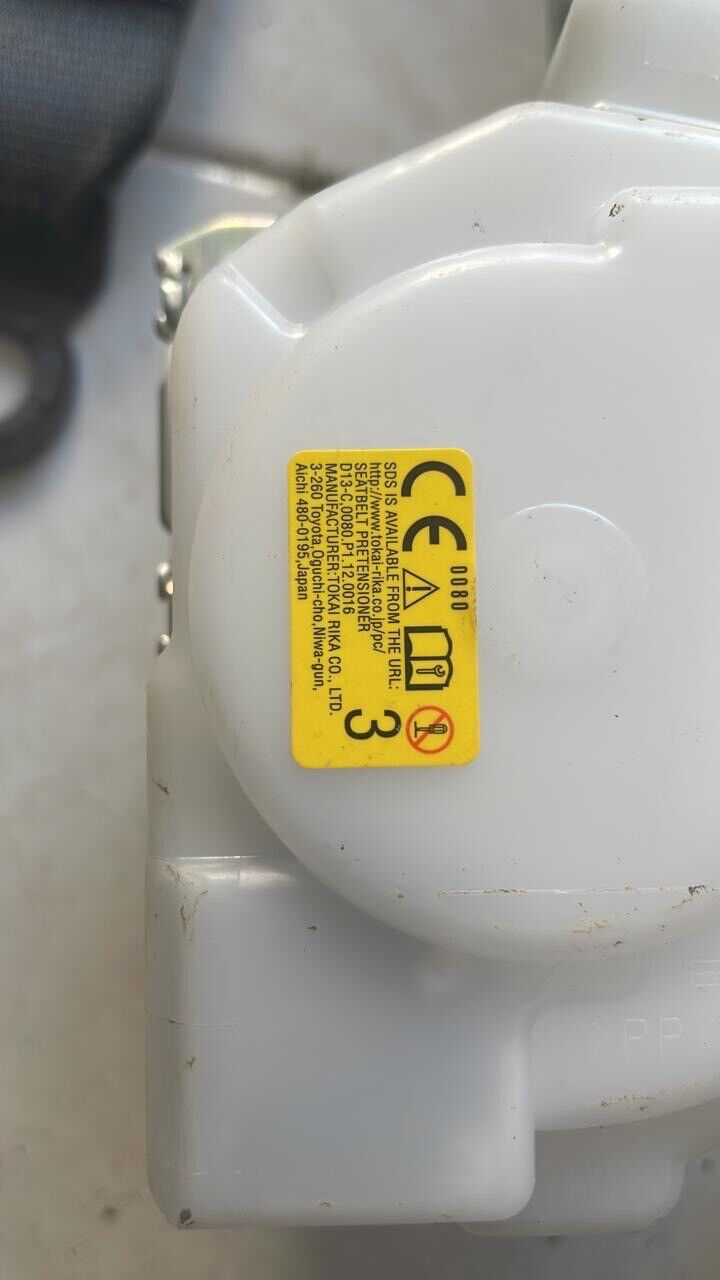 CE 0080
SDS IS AVAILABLE FROM THE URL:
http://www.tokai-rika.co.jp/pc/
SEATBELT PRETENSIONER
D13-C,0080.P1.12.0016
MANUFACTURER:TOKAI RIKA CO., LTD.
3-260 Toyota,Oguchi-cho,Niwa-gun,
Aichi 480-0195,Japan
3
>PP<